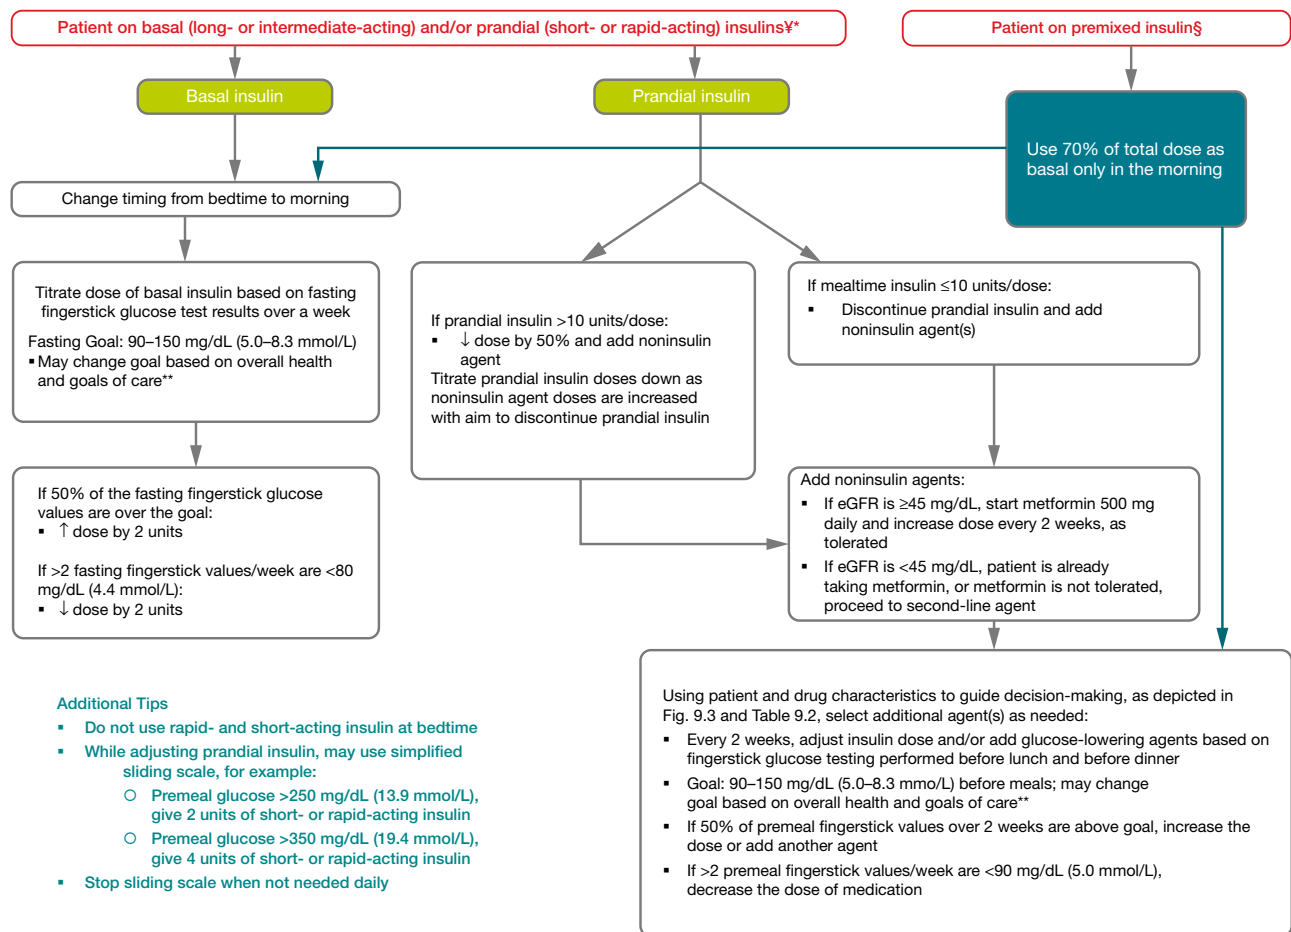 Patient on basal (long- or intermediate-acting) and/or prandial (short- or rapid-acting) insulins¥*
Patient on premixed insulin§
Basal insulin
Prandial insulin
Use 70% of total dose as
basal only in the morning
Change timing from bedtime to morning
Titrate dose of basal insulin based on fasting
fingerstick glucose test results over a week
Fasting Goal: 90–150 mg/dL (5.0–8.3 mmol/L)
▪ May change goal based on overall health
and goals of care**
If 50% of the fasting fingerstick glucose
values are over the goal:
▪ ↑ dose by 2 units
If >2 fasting fingerstick values/week are <80
mg/dL (4.4 mmol/L):
▪ ↓ dose by 2 units
If prandial insulin >10 units/dose:
▪ ↓ dose by 50% and add noninsulin
agent
Titrate prandial insulin doses down as
noninsulin agent doses are increased
with aim to discontinue prandial insulin
If mealtime insulin ≤10 units/dose:
▪ Discontinue prandial insulin and add
noninsulin agent(s)
Add noninsulin agents:
▪ If eGFR is ≥45 mg/dL, start metformin 500 mg
daily and increase dose every 2 weeks, as
tolerated
▪ If eGFR is <45 mg/dL, patient is already
taking metformin, or metformin is not tolerated,
proceed to second-line agent
Using patient and drug characteristics to guide decision-making, as depicted in
Fig. 9.3 and Table 9.2, select additional agent(s) as needed:
▪ Every 2 weeks, adjust insulin dose and/or add glucose-lowering agents based on
fingerstick glucose testing performed before lunch and before dinner
▪ Goal: 90–150 mg/dL (5.0–8.3 mmo/L) before meals; may change
goal based on overall health and goals of care**
▪ If 50% of premeal fingerstick values over 2 weeks are above goal, increase the
dose or add another agent
▪ If >2 premeal fingerstick values/week are <90 mg/dL (5.0 mmol/L),
decrease the dose of medication
Additional Tips
▪ Do not use rapid- and short-acting insulin at bedtime
▪ While adjusting prandial insulin, may use simplified
sliding scale, for example:
○ Premeal glucose >250 mg/dL (13.9 mmol/L),
give 2 units of short- or rapid-acting insulin
○ Premeal glucose >350 mg/dL (19.4 mmol/L),
give 4 units of short- or rapid-acting insulin
▪ Stop sliding scale when not needed daily